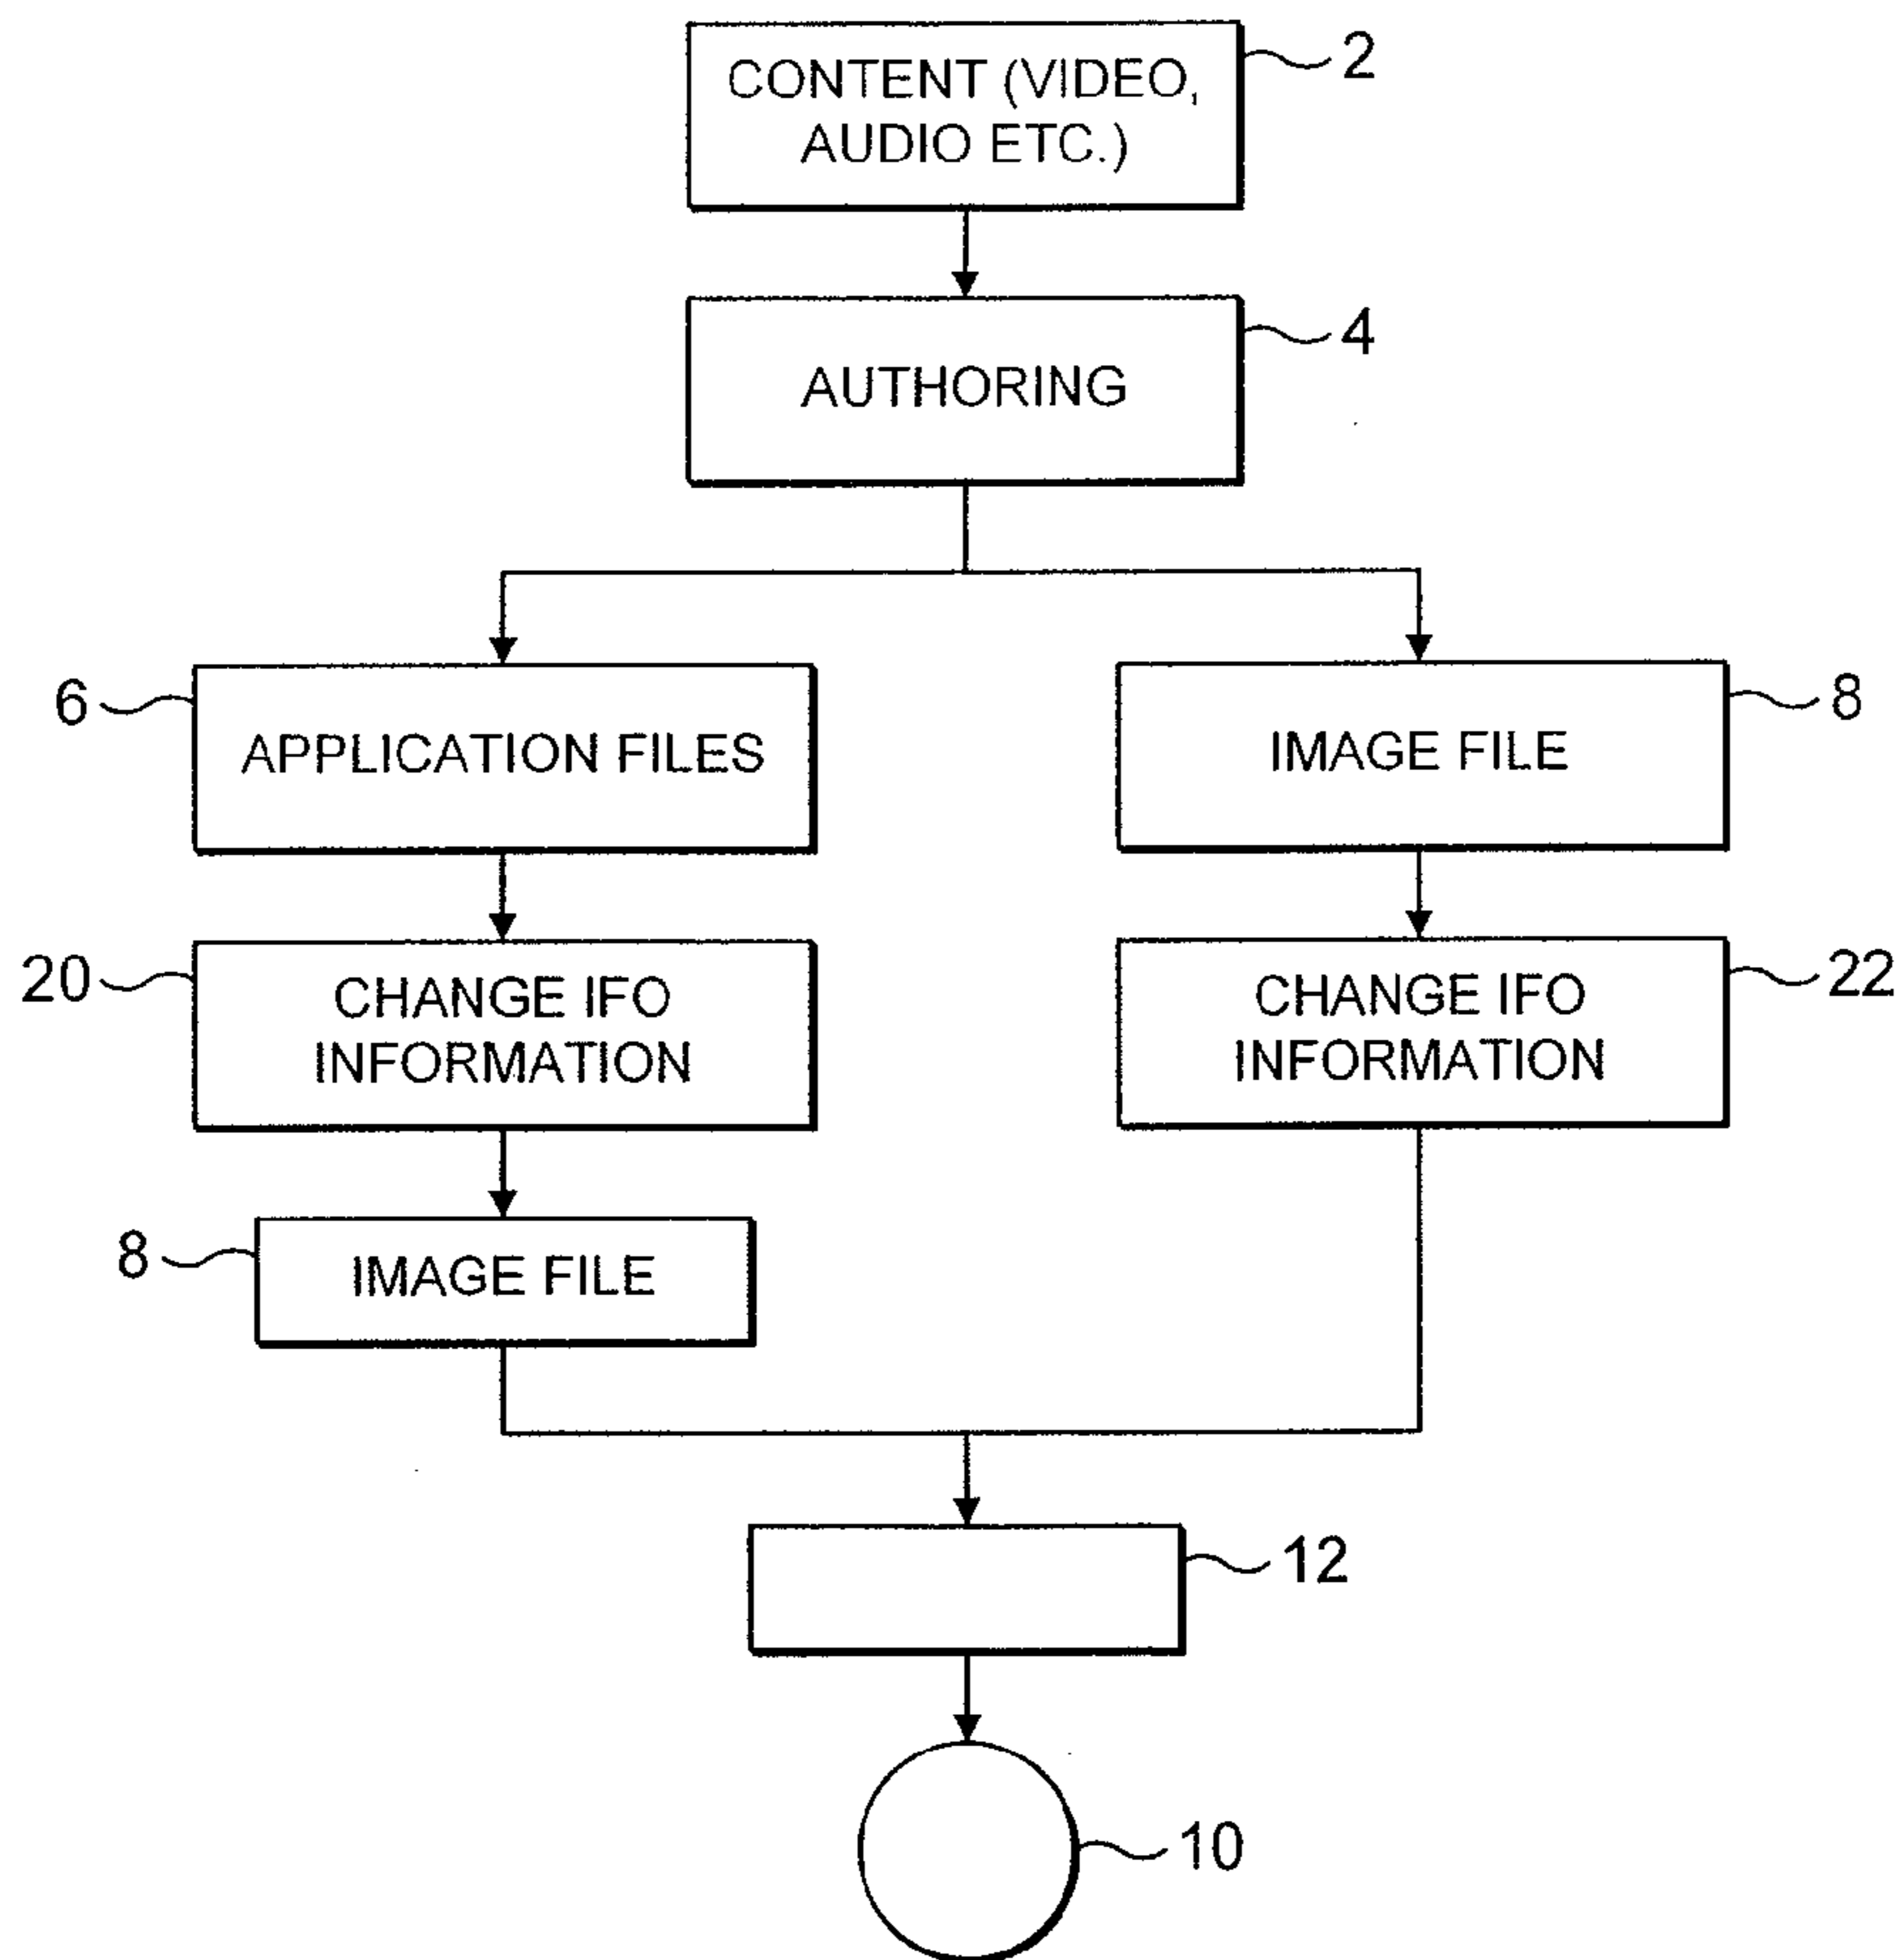 CONTENT (VIDEO,
AUDIO ETC.)
2
AUTHORING
4
6
APPLICATION FILES
IMAGE FILE
8
20
CHANGE IFO
INFORMATION
CHANGE IFO
INFORMATION
22
8
IMAGE FILE
12
10